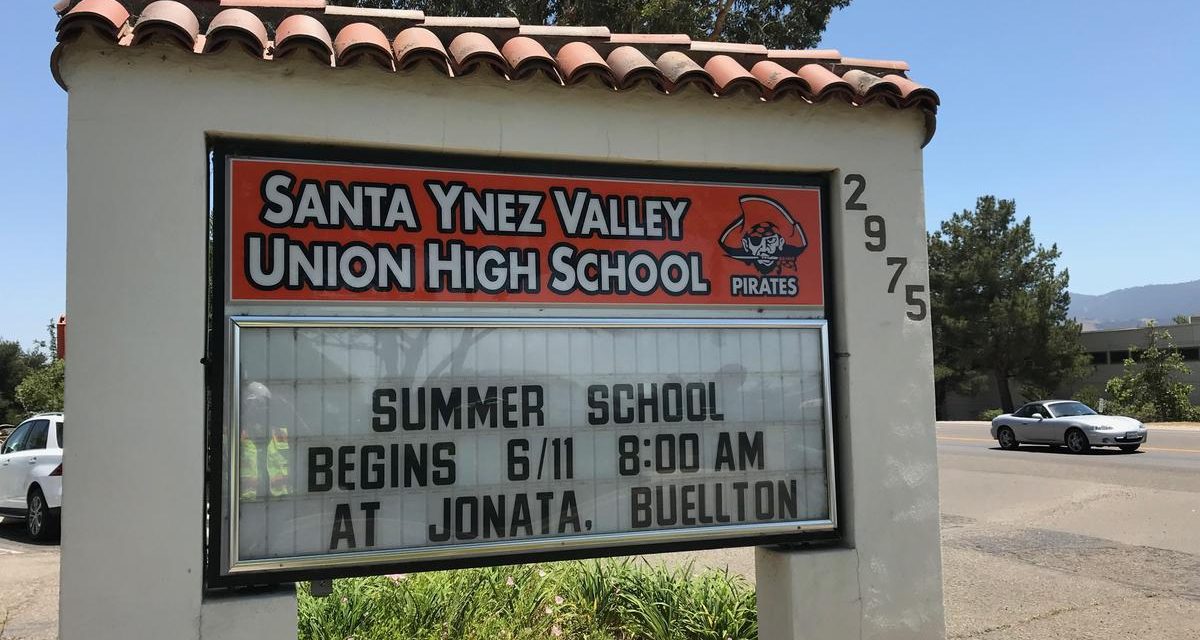 SANTA YNEZ VALLEY
UNION HIGH SCHOOL
PIRATES
2975
SUMMER SCHOOL
BEGINS 6/11 8:00 AM
AT JONATA, BUELLTON